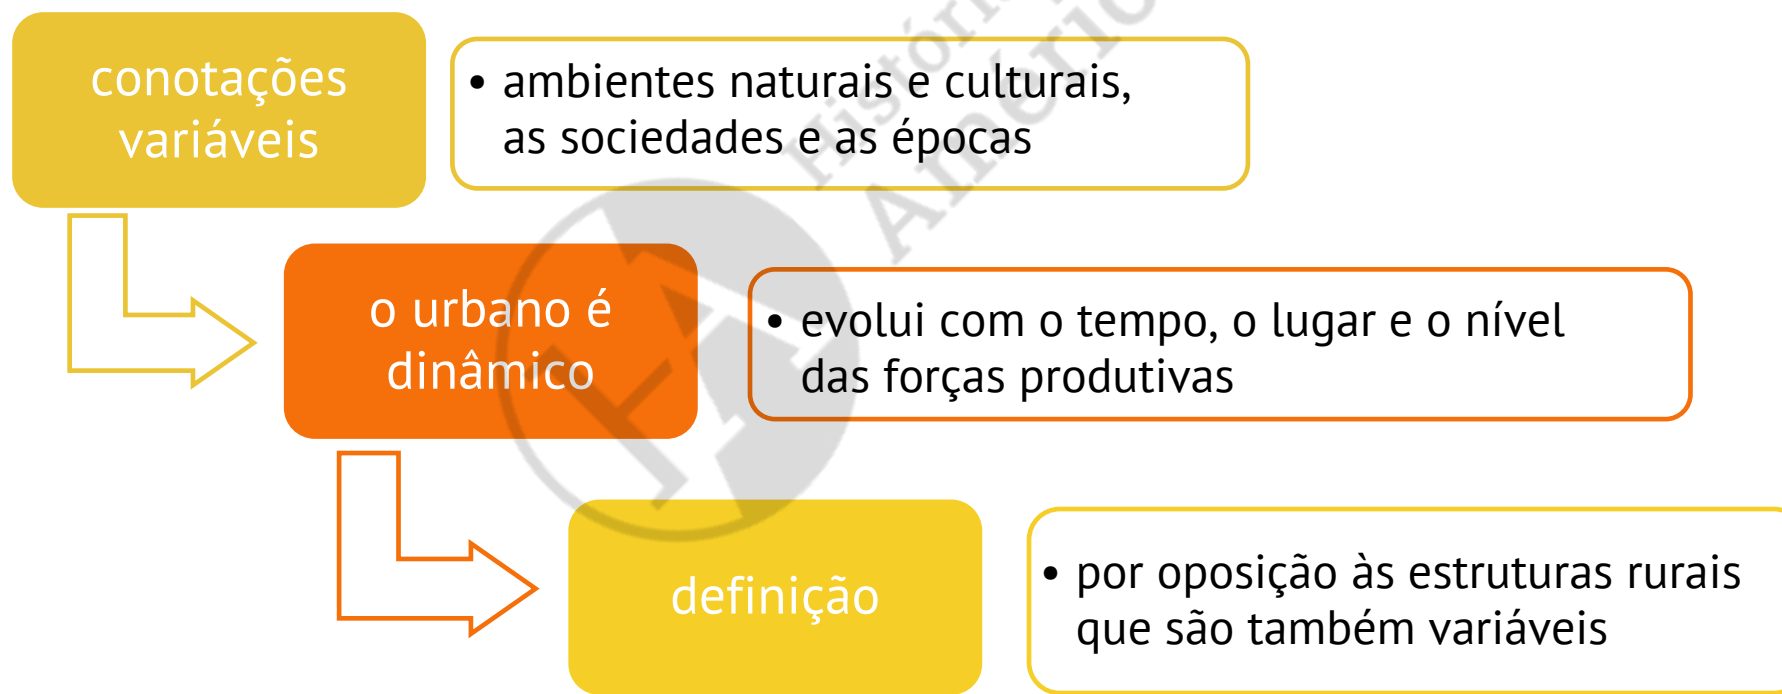 conotações
variáveis
• ambientes naturais e culturais,
as sociedades e as épocas
o urbano é
dinâmico
• evolui com o tempo, o lugar e o nível
das forças produtivas
definição
• por oposição às estruturas rurais
que são também variáveis